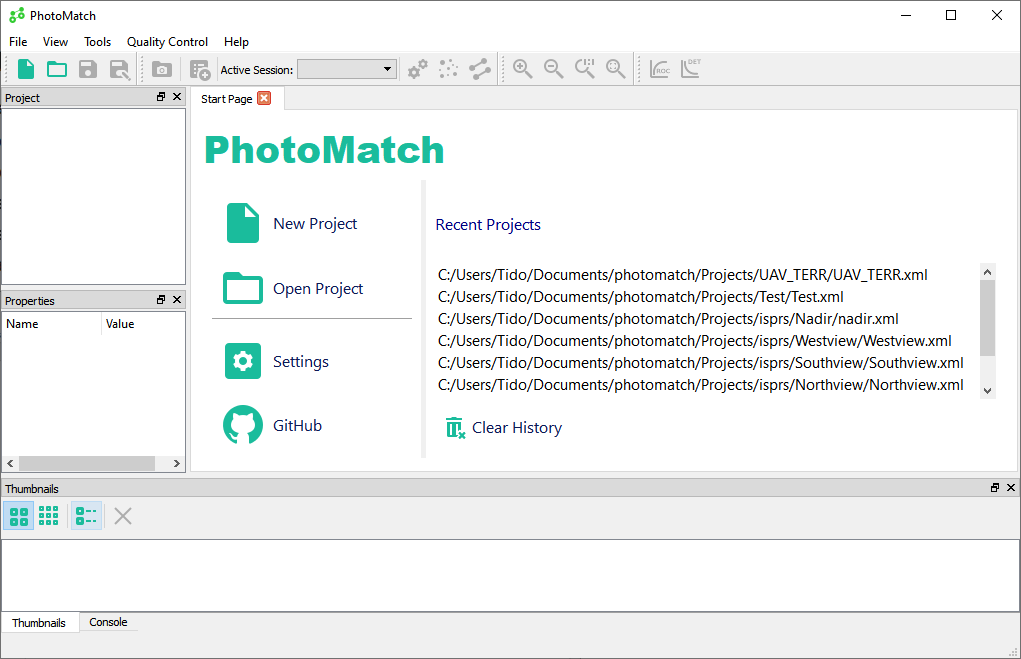 PhotoMatch
File View Tools Quality Control Help
Active Session:
ROC DET
Project
Start Page
PhotoMatch
New Project
Open Project
Settings
GitHub
Recent Projects
C:/Users/Tido/Documents/photomatch/Projects/UAV_TERR/UAV_TERR.xml
C:/Users/Tido/Documents/photomatch/Projects/Test/Test.xml
C:/Users/Tido/Documents/photomatch/Projects/isprs/Nadir/nadir.xml
C:/Users/Tido/Documents/photomatch/Projects/isprs/Westview/Westview.xml
C:/Users/Tido/Documents/photomatch/Projects/isprs/Southview/Southview.xml
C:/Users/Tido/Documents/photomatch/Projects/isprs/Northview/Northview.xml
Clear History
Properties
Name Value
Thumbnails
Thumbnails Console